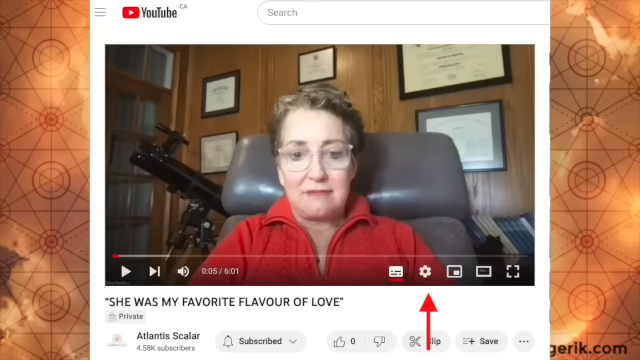 YouTube CA
Search
0:05 / 6:01
"SHE WAS MY FAVORITE FLAVOUR OF LOVE"
Private
Atlantis Scalar
4.58K subscribers
Subscribed
0
Clip
Save
gerik.com